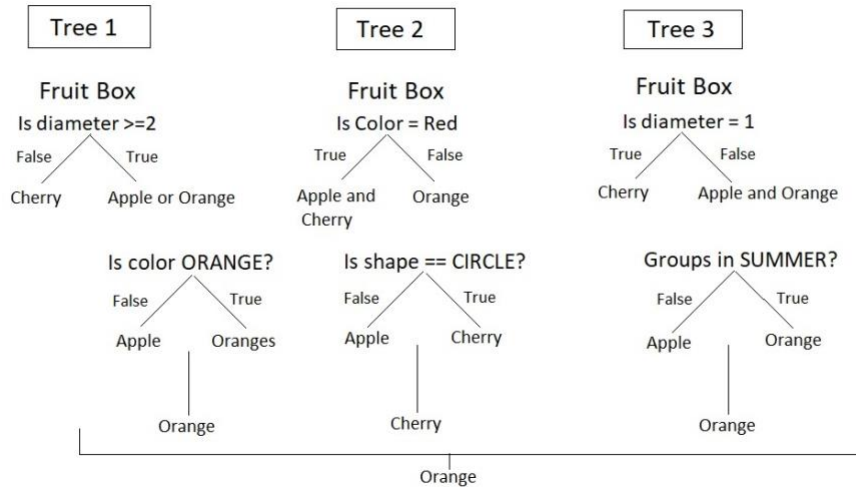 Tree 1
Tree 2
Tree 3
Fruit Box
Fruit Box
Fruit Box
Is diameter >=2
Is Color = Red
Is diameter = 1
False
True
True
False
True
False
Cherry
Apple or Orange
Apple and
Cherry
Orange
Cherry
Apple and Orange
Is color ORANGE?
Is shape == CIRCLE?
Groups in SUMMER?
False
True
False
True
False
True
Apple
Oranges
Apple
Cherry
Apple
Orange
Orange
Cherry
Orange
Orange